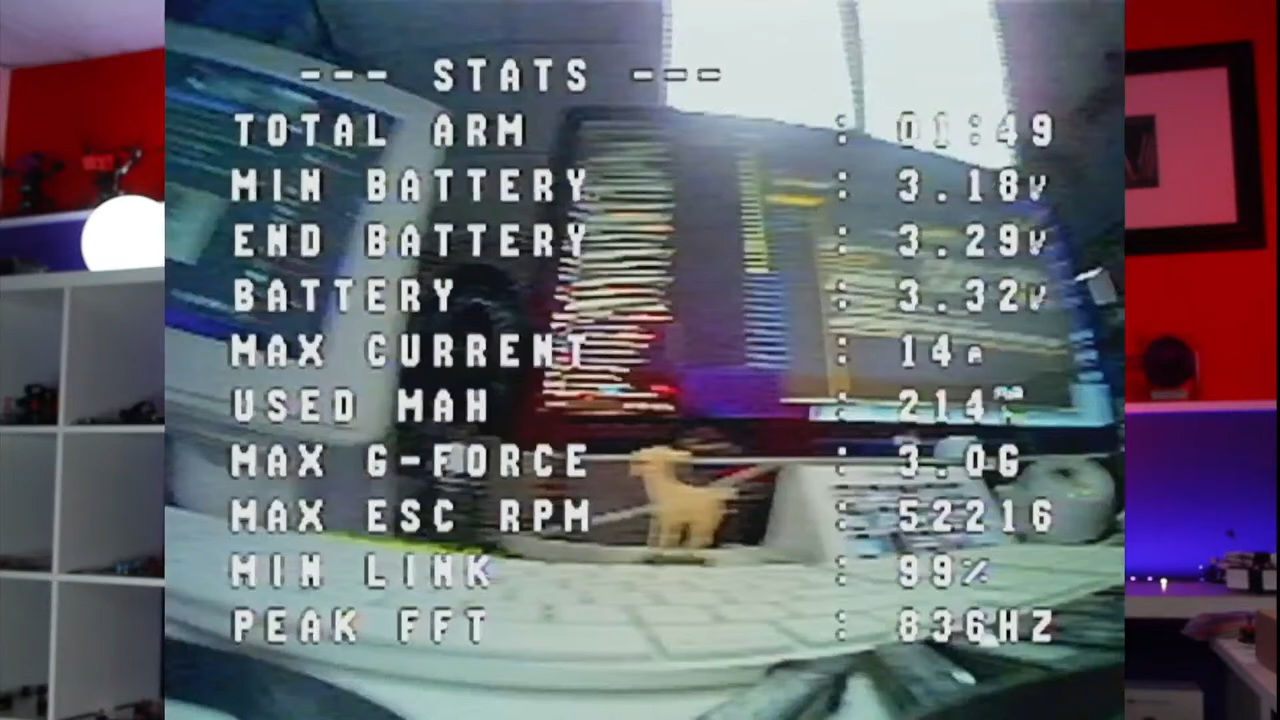 --- STATS ---
TOTAL ARM : 01:49
MIN BATTERY : 3.18V
END BATTERY : 3.29V
BATTERY : 3.32V
MAX CURRENT : 14A
USED MAH : 214
MAX G-FORCE : 3.0G
MAX ESC RPM : 52216
MIN LINK : 99%
PEAK FFT : 836HZ